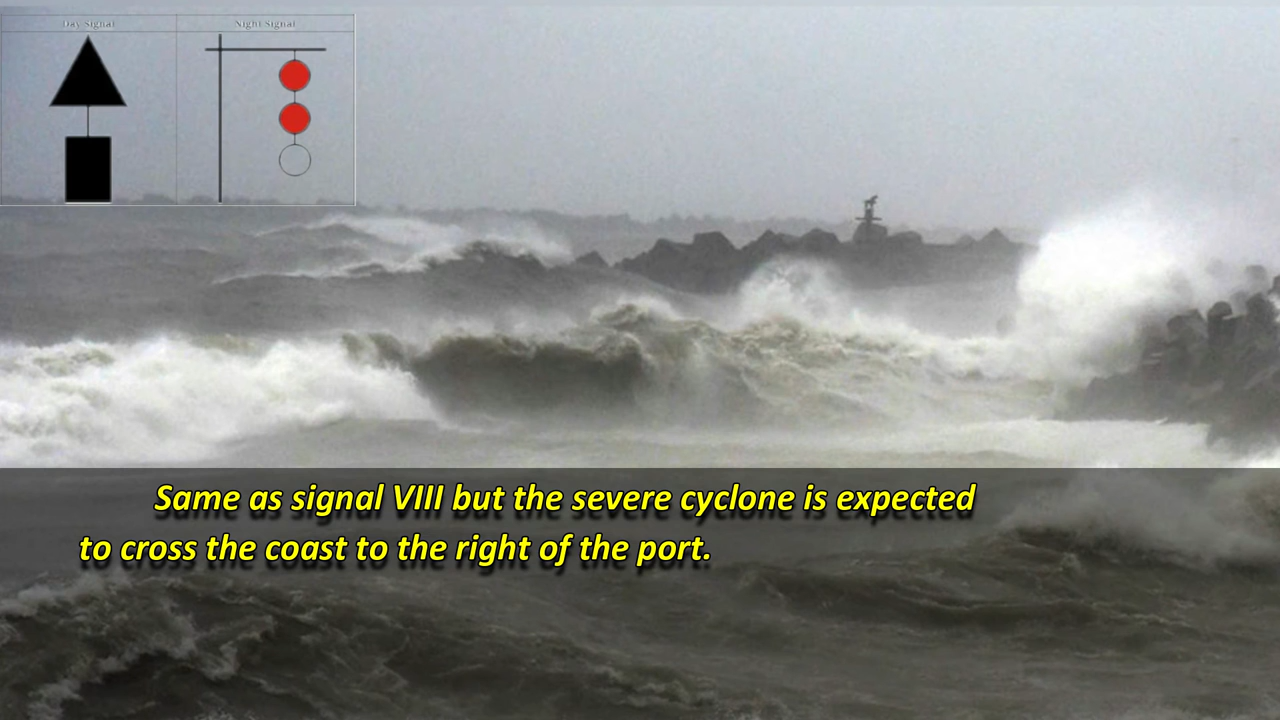 Day Signal
Night Signal
Same as signal VIII but the severe cyclone is expected
to cross the coast to the right of the port.